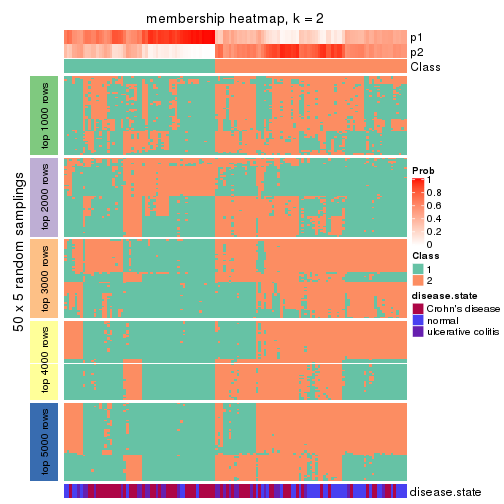 membership heatmap, k = 2
p1
p2
Class
50 x 5 random samplings
top 1000 rows
top 2000 rows
top 3000 rows
top 4000 rows
top 5000 rows
Prob
1
0.8
0.6
0.4
0.2
0
Class
1
2
disease.state
Crohn's disease
normal
ulcerative colitis
disease.state